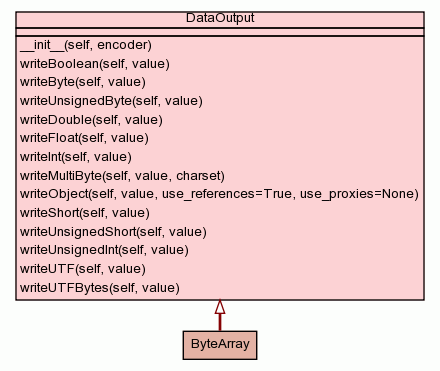 DataOutput
__init__(self, encoder)
writeBoolean(self, value)
writeByte(self, value)
writeUnsignedByte(self, value)
writeDouble(self, value)
writeFloat(self, value)
writeInt(self, value)
writeMultiByte(self, value, charset)
writeObject(self, value, use_references=True, use_proxies=None)
writeShort(self, value)
writeUnsignedShort(self, value)
writeUnsignedInt(self, value)
writeUTF(self, value)
writeUTFBytes(self, value)
ByteArray